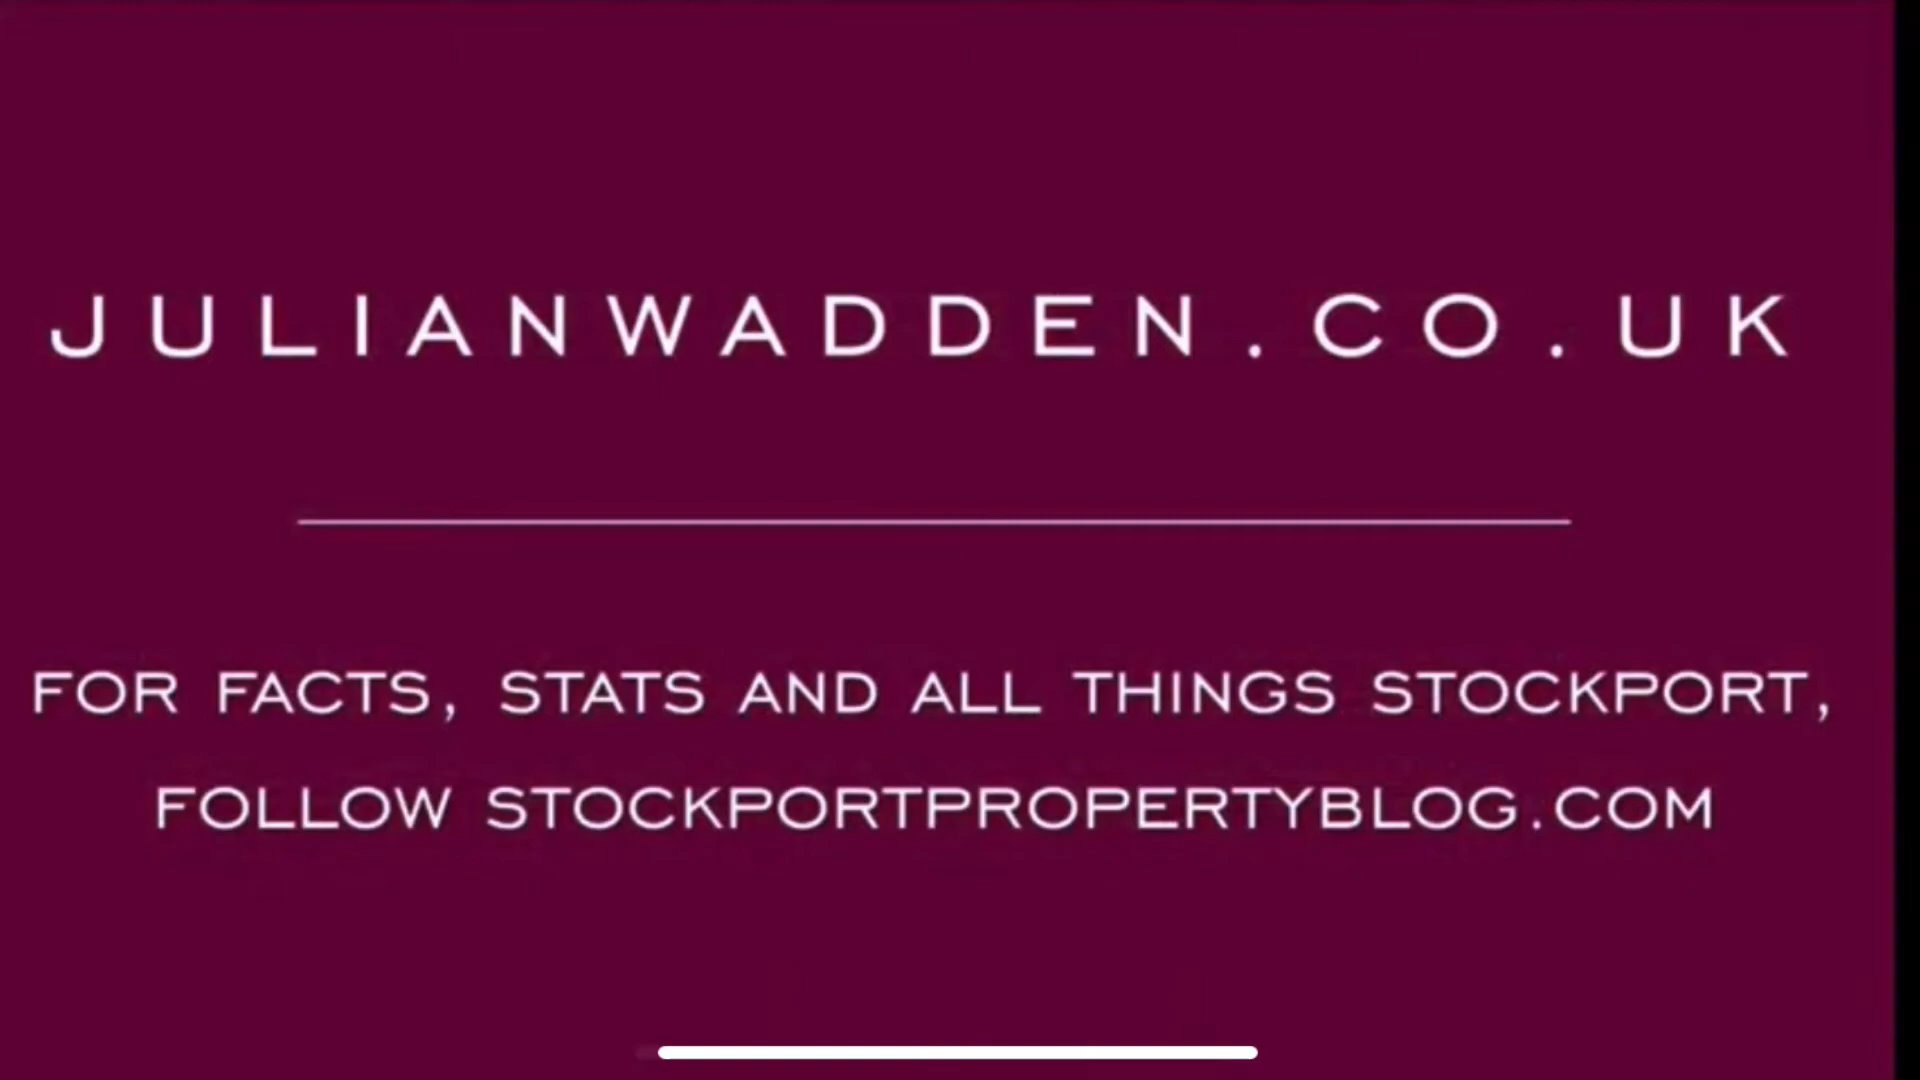 JULIANWADDEN.CO.UK
FOR FACTS, STATS AND ALL THINGS STOCKPORT,
FOLLOW STOCKPORTPROPERTYBLOG.COM